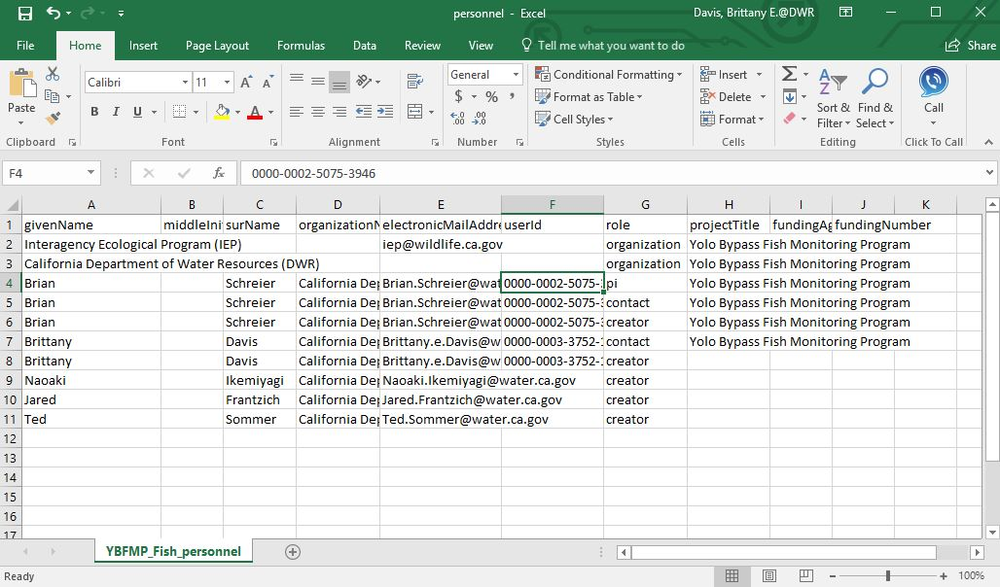 personnel - Excel
Davis, Brittany E.@DWR
File Home Insert Page Layout Formulas Data Review View Tell me what you want to do Share
Calibri 11 General
Paste
B I U $ % , .00
Conditional Formatting
Format as Table
Cell Styles
Insert
Delete
Format
Sort & Filter
Find & Select
Call
Clipboard Font Alignment Number Styles Cells Editing Click To Call
F4 fx 0000-0002-5075-3946
A B C D E F G H I J K
1 givenName middleInit surName organizationN electronicMailAddre userId role projectTitle fundingAg fundingNumber
2 Interagency Ecological Program (IEP) iep@wildlife.ca.gov organization Yolo Bypass Fish Monitoring Program
3 California Department of Water Resources (DWR) organization Yolo Bypass Fish Monitoring Program
4 Brian Schreier California Dep Brian.Schreier@wat 0000-0002-5075-3 pi Yolo Bypass Fish Monitoring Program
5 Brian Schreier California Dep Brian.Schreier@wat 0000-0002-5075-3 contact Yolo Bypass Fish Monitoring Program
6 Brian Schreier California Dep Brian.Schreier@wat 0000-0002-5075-3 creator Yolo Bypass Fish Monitoring Program
7 Brittany Davis California Dep Brittany.e.Davis@w 0000-0003-3752-1 contact Yolo Bypass Fish Monitoring Program
8 Brittany Davis California Dep Brittany.e.Davis@w 0000-0003-3752-1 creator
9 Naoaki Ikemiyagi California Dep Naoaki.Ikemiyagi@water.ca.gov creator
10 Jared Frantzich California Dep Jared.Frantzich@water.ca.gov creator
11 Ted Sommer California Dep Ted.Sommer@water.ca.gov creator
12
13
14
15
16
17
YBFMP_Fish_personnel
Ready 100%